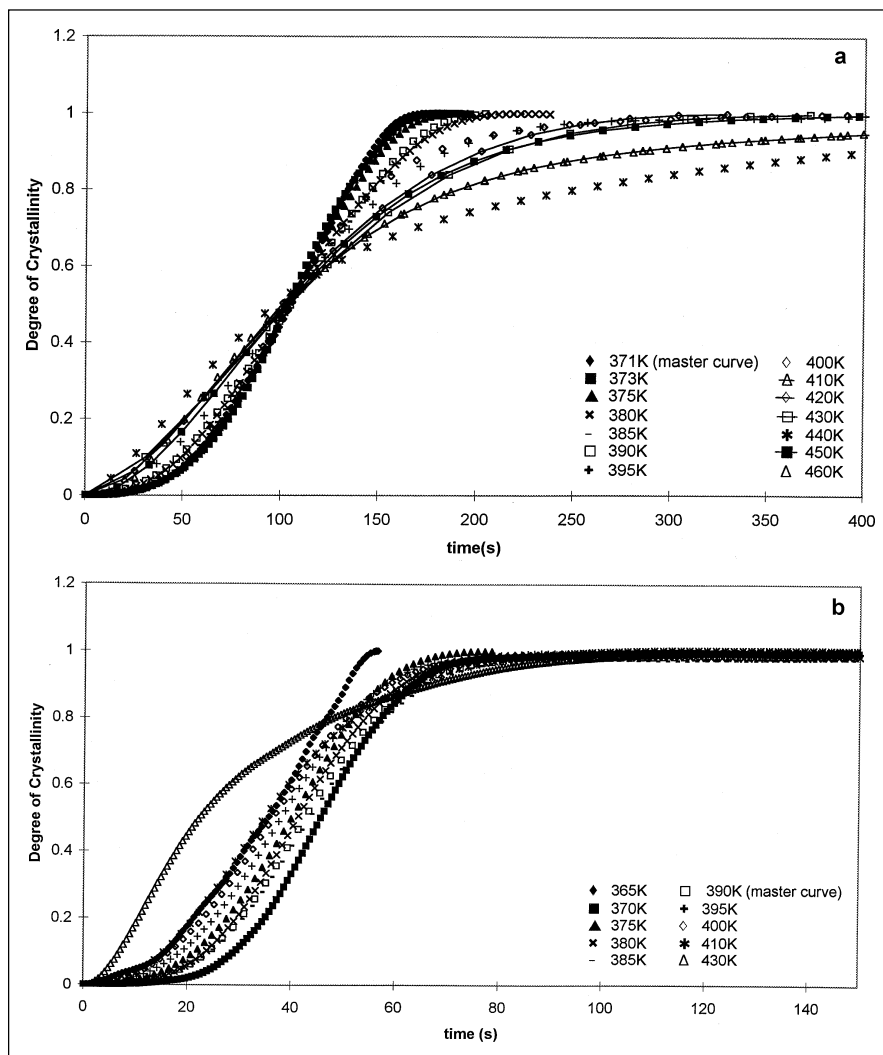 a
Degree of Crystallinity
1.2
1
0.8
0.6
0.4
0.2
0
0 50 100 150 200 250 300 350 400
time(s)
371K (master curve)
373K
375K
380K
385K
390K
395K
400K
410K
420K
430K
440K
450K
460K
b
Degree of Crystallinity
1.2
1
0.8
0.6
0.4
0.2
0
0 20 40 60 80 100 120 140
time (s)
365K
370K
375K
380K
385K
390K (master curve)
395K
400K
410K
430K